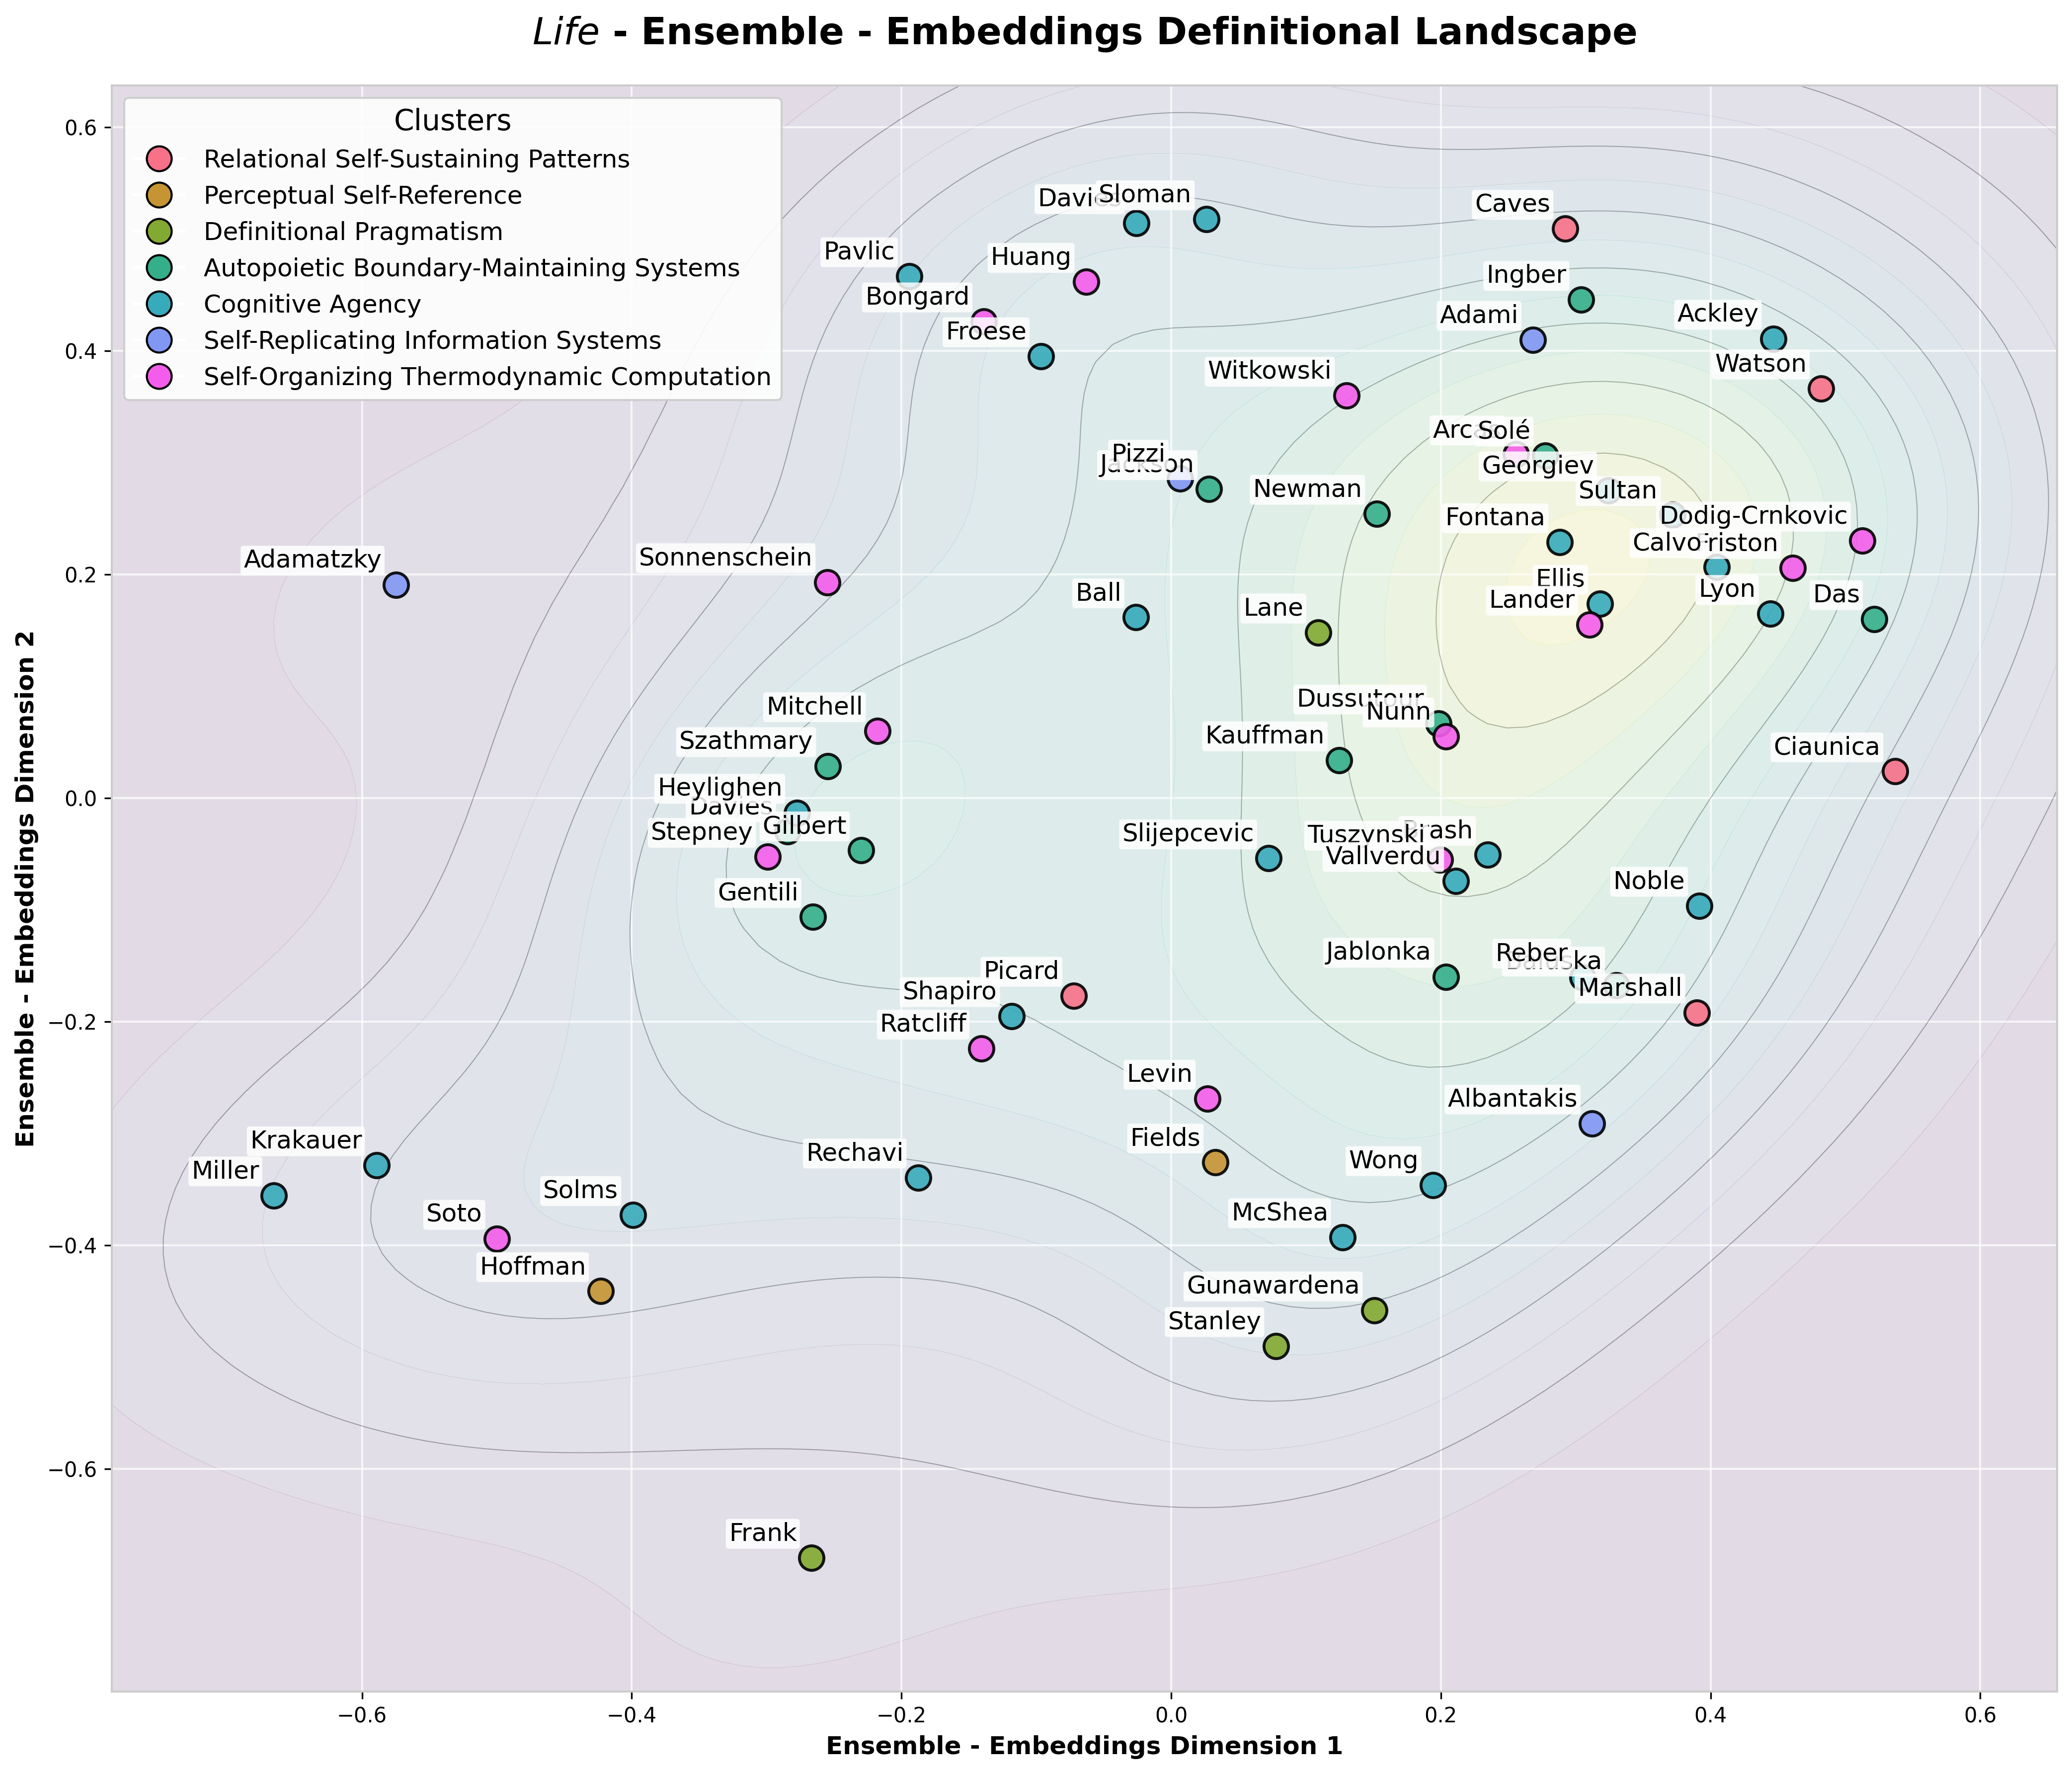 Life - Ensemble - Embeddings Definitional Landscape
Clusters
Relational Self-Sustaining Patterns
Perceptual Self-Reference
Definitional Pragmatism
Autopoietic Boundary-Maintaining Systems
Cognitive Agency
Self-Replicating Information Systems
Self-Organizing Thermodynamic Computation
Davies
Sloman
Caves
Pavlic
Huang
Ingber
Bongard
Froese
Adami
Ackley
Watson
Witkowski
Solé
Pizzi
Jackson
Georgiev
Newman
Sultan
Fontana
Dodig-Crnkovic
Calvo
Adamatzky
Sonnenschein
Ellis
Ball
Lander
Lyon
Das
Lane
Mitchell
Dussutour
Nunn
Szathmary
Kauffman
Ciaunica
Heylighen
Davies
Stepney
Gilbert
Slijepcevic
Tuszynski
Vallverdu
Gentili
Noble
Jablonka
Reber
Picard
Marshall
Shapiro
Ratcliff
Levin
Albantakis
Krakauer
Fields
Miller
Rechavi
Wong
Solms
Soto
McShea
Hoffman
Gunawardena
Stanley
Frank
0.6
0.4
0.2
0.0
−0.2
−0.4
−0.6
Ensemble - Embeddings Dimension 2
−0.6
−0.4
−0.2
0.0
0.2
0.4
0.6
Ensemble - Embeddings Dimension 1